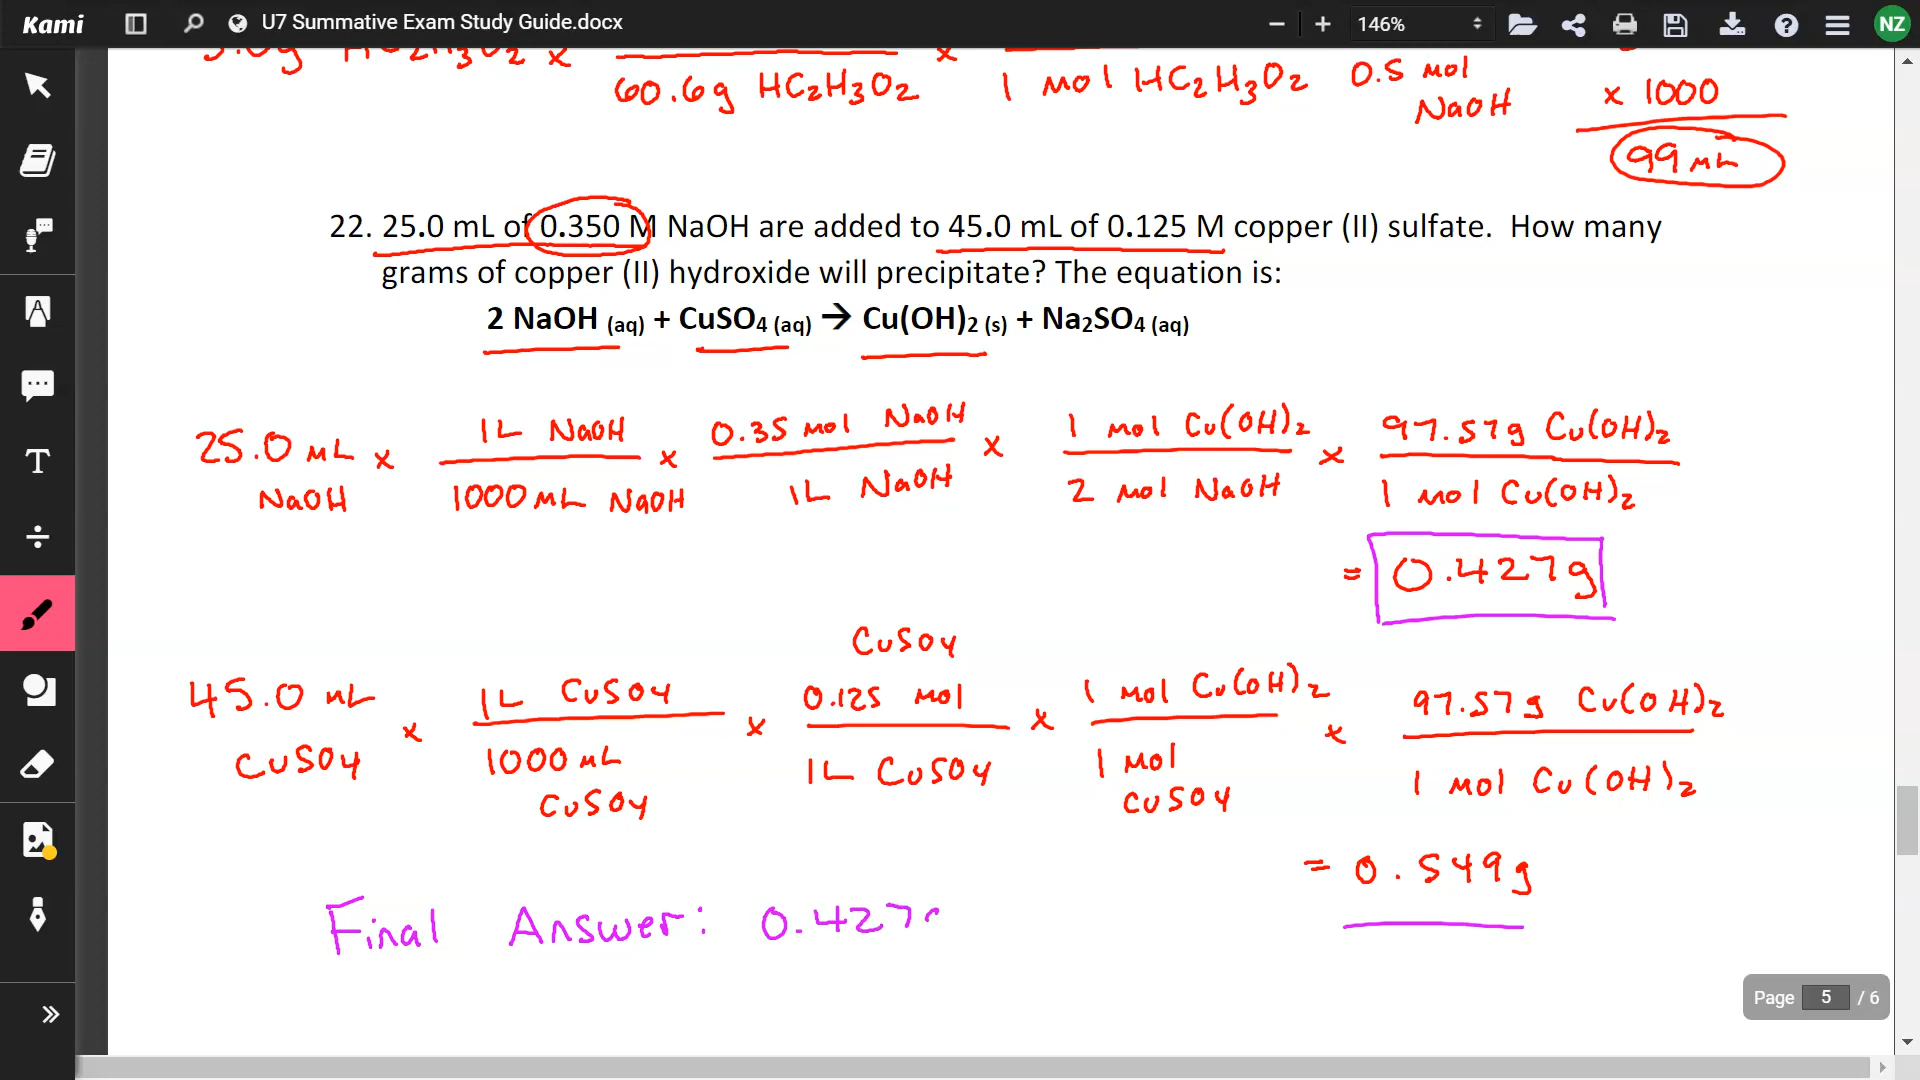 Kami U7 Summative Exam Study Guide.docx 146% NZ
HC2H3O2 x x
60.6g HC2H3O2 1 mol HC2H3O2 0.5 mol NaOH x 1000
99 mL
22. 25.0 mL of 0.350 M NaOH are added to 45.0 mL of 0.125 M copper (II) sulfate. How many
grams of copper (II) hydroxide will precipitate? The equation is:
2 NaOH (aq) + CuSO4 (aq) → Cu(OH)2 (s) + Na2SO4 (aq)
25.0 mL NaOH x 1L NaOH / 1000 mL NaOH x 0.35 mol NaOH / 1L NaOH x 1 mol Cu(OH)2 / 2 mol NaOH x 97.57g Cu(OH)2 / 1 mol Cu(OH)2
= 0.427g
45.0 mL CuSO4 x 1L CuSO4 / 1000 mL CuSO4 x 0.125 mol CuSO4 / 1L CuSO4 x 1 mol Cu(OH)2 / 1 mol CuSO4 x 97.57g Cu(OH)2 / 1 mol Cu(OH)2
= 0.549g
Final Answer: 0.427
Page 5 / 6